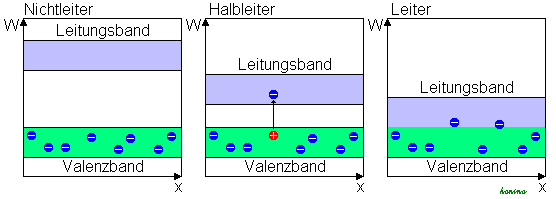 Nichtleiter
W
Leitungsband
Valenzband
x
Halbleiter
W
Leitungsband
Valenzband
x
Leiter
W
Leitungsband
Valenzband
x